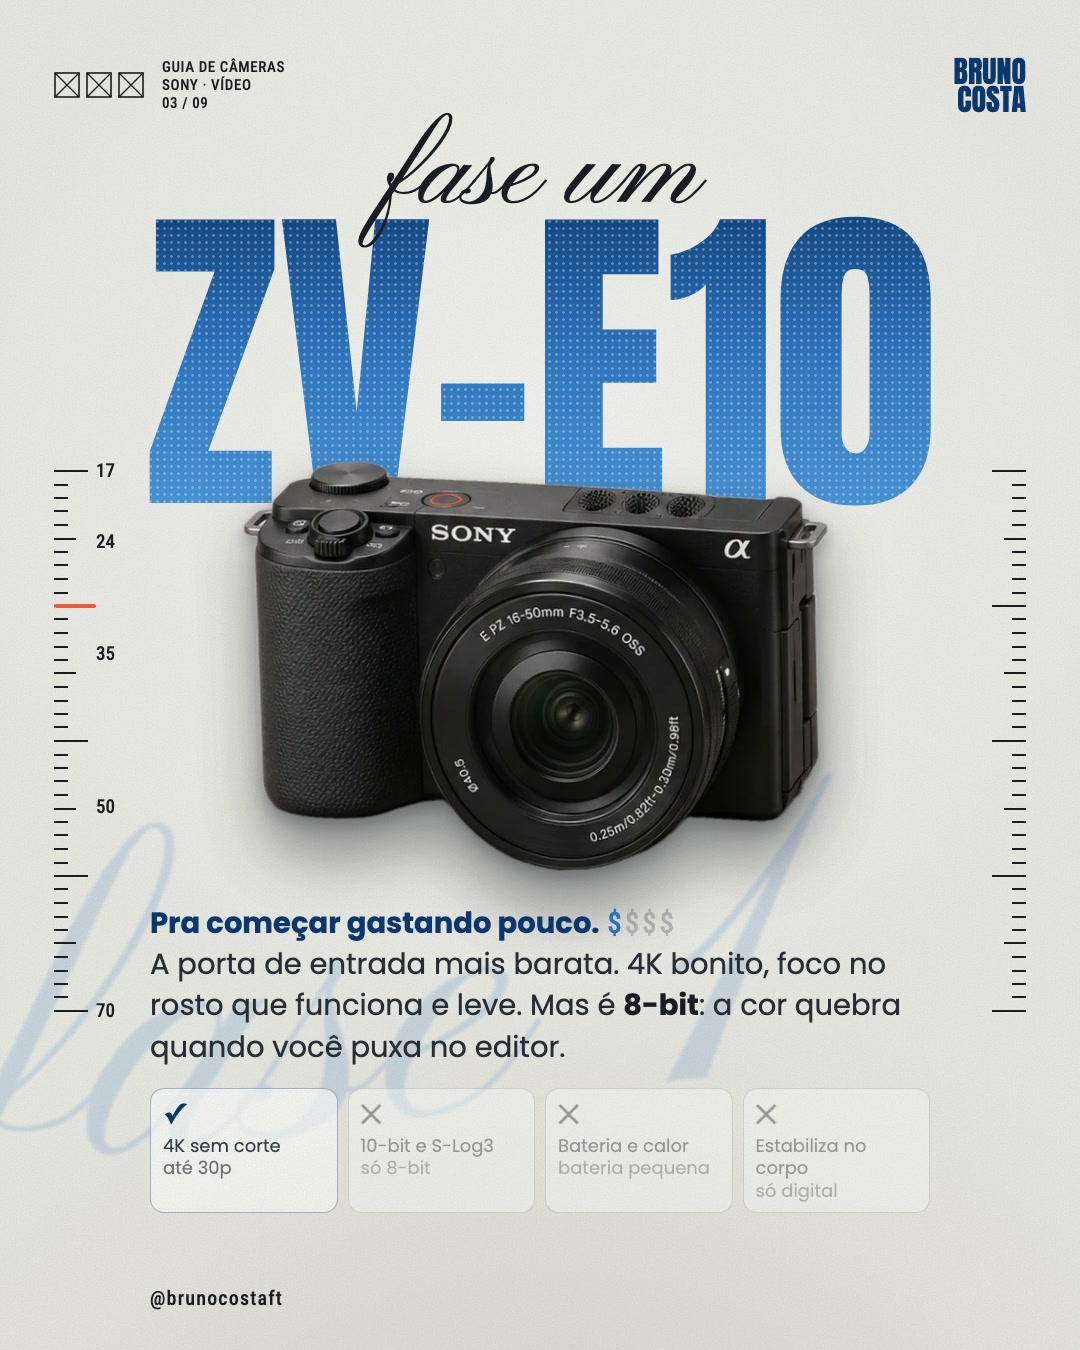 GUIA DE CÂMERAS
SONY · VÍDEO
03 / 09
BRUNO
COSTA
fase um
ZV-E10
17
24
35
50
70
SONY
α
E PZ 16-50mm F3.5-5.6 OSS
Ø40.5
0.25m/0.82ft-0.30m/0.98ft
fase 1
Pra começar gastando pouco. $$$$
A porta de entrada mais barata. 4K bonito, foco no
rosto que funciona e leve. Mas é 8-bit: a cor quebra
quando você puxa no editor.
4K sem corte
até 30p
10-bit e S-Log3
só 8-bit
Bateria e calor
bateria pequena
Estabiliza no
corpo
só digital
@brunocostaft